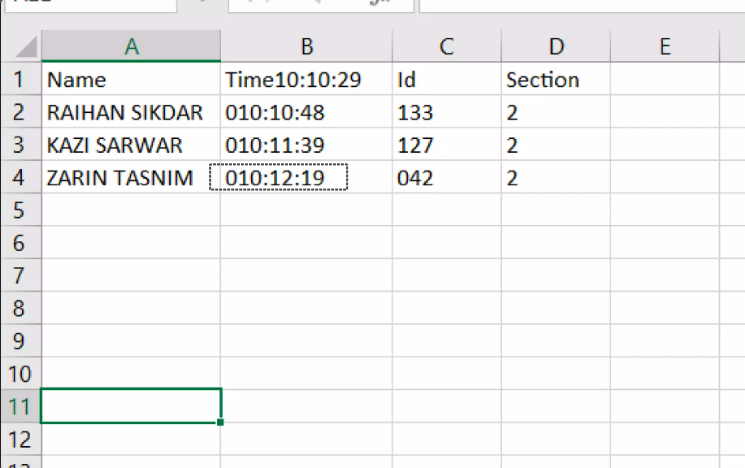 A B C D E
1 Name Time10:10:29 Id Section
2 RAIHAN SIKDAR 010:10:48 133 2
3 KAZI SARWAR 010:11:39 127 2
4 ZARIN TASNIM 010:12:19 042 2
5
6
7
8
9
10
11
12